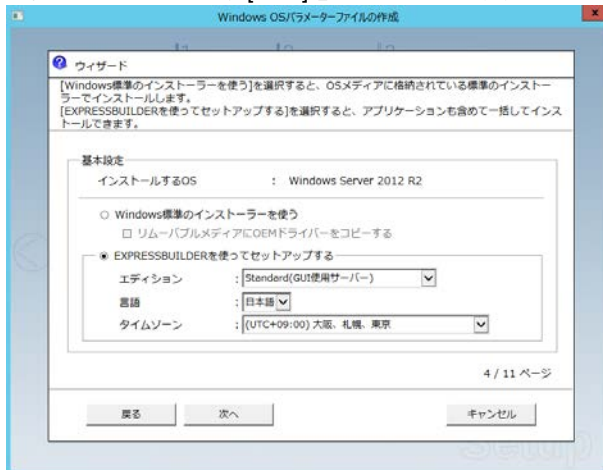 Windows OSパラメーターファイルの作成
x
ウィザード
[Windows標準のインストーラーを使う]を選択すると、OSメディアに格納されている標準のインストー
ラーでインストールします。
[EXPRESSBUILDERを使ってセットアップする]を選択すると、アプリケーションも含めて一括してインス
トールできます。
基本設定
インストールするOS : Windows Server 2012 R2
Windows標準のインストーラーを使う
リムーバブルメディアにOEMドライバーをコピーする
EXPRESSBUILDERを使ってセットアップする
エディション : Standard(GUI使用サーバー)
言語 : 日本語
タイムゾーン : (UTC+09:00) 大阪、札幌、東京
4 / 11 ページ
戻る 次へ キャンセル
setup